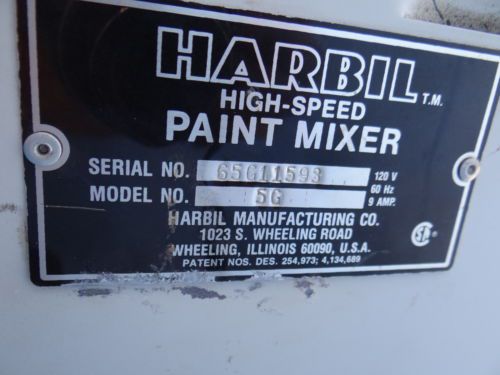 HARBIL T.M.
HIGH-SPEED
PAINT MIXER
SERIAL NO. 65G11593 120 V
60 Hz
MODEL NO. 5G 9 AMP.
HARBIL MANUFACTURING CO.
1023 S. WHEELING ROAD
WHEELING, ILLINOIS 60090, U.S.A.
PATENT NOS. DES. 254,973; 4,134,689
SA